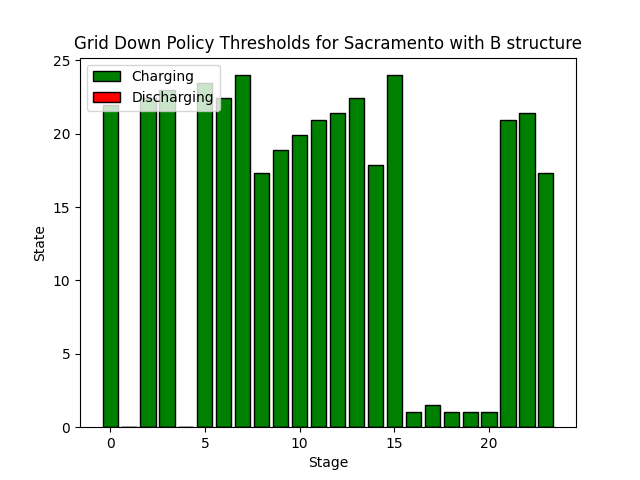 Grid Down Policy Thresholds for Sacramento with B structure
Charging
Discharging
25
20
15
10
5
0
State
0 5 10 15 20
Stage